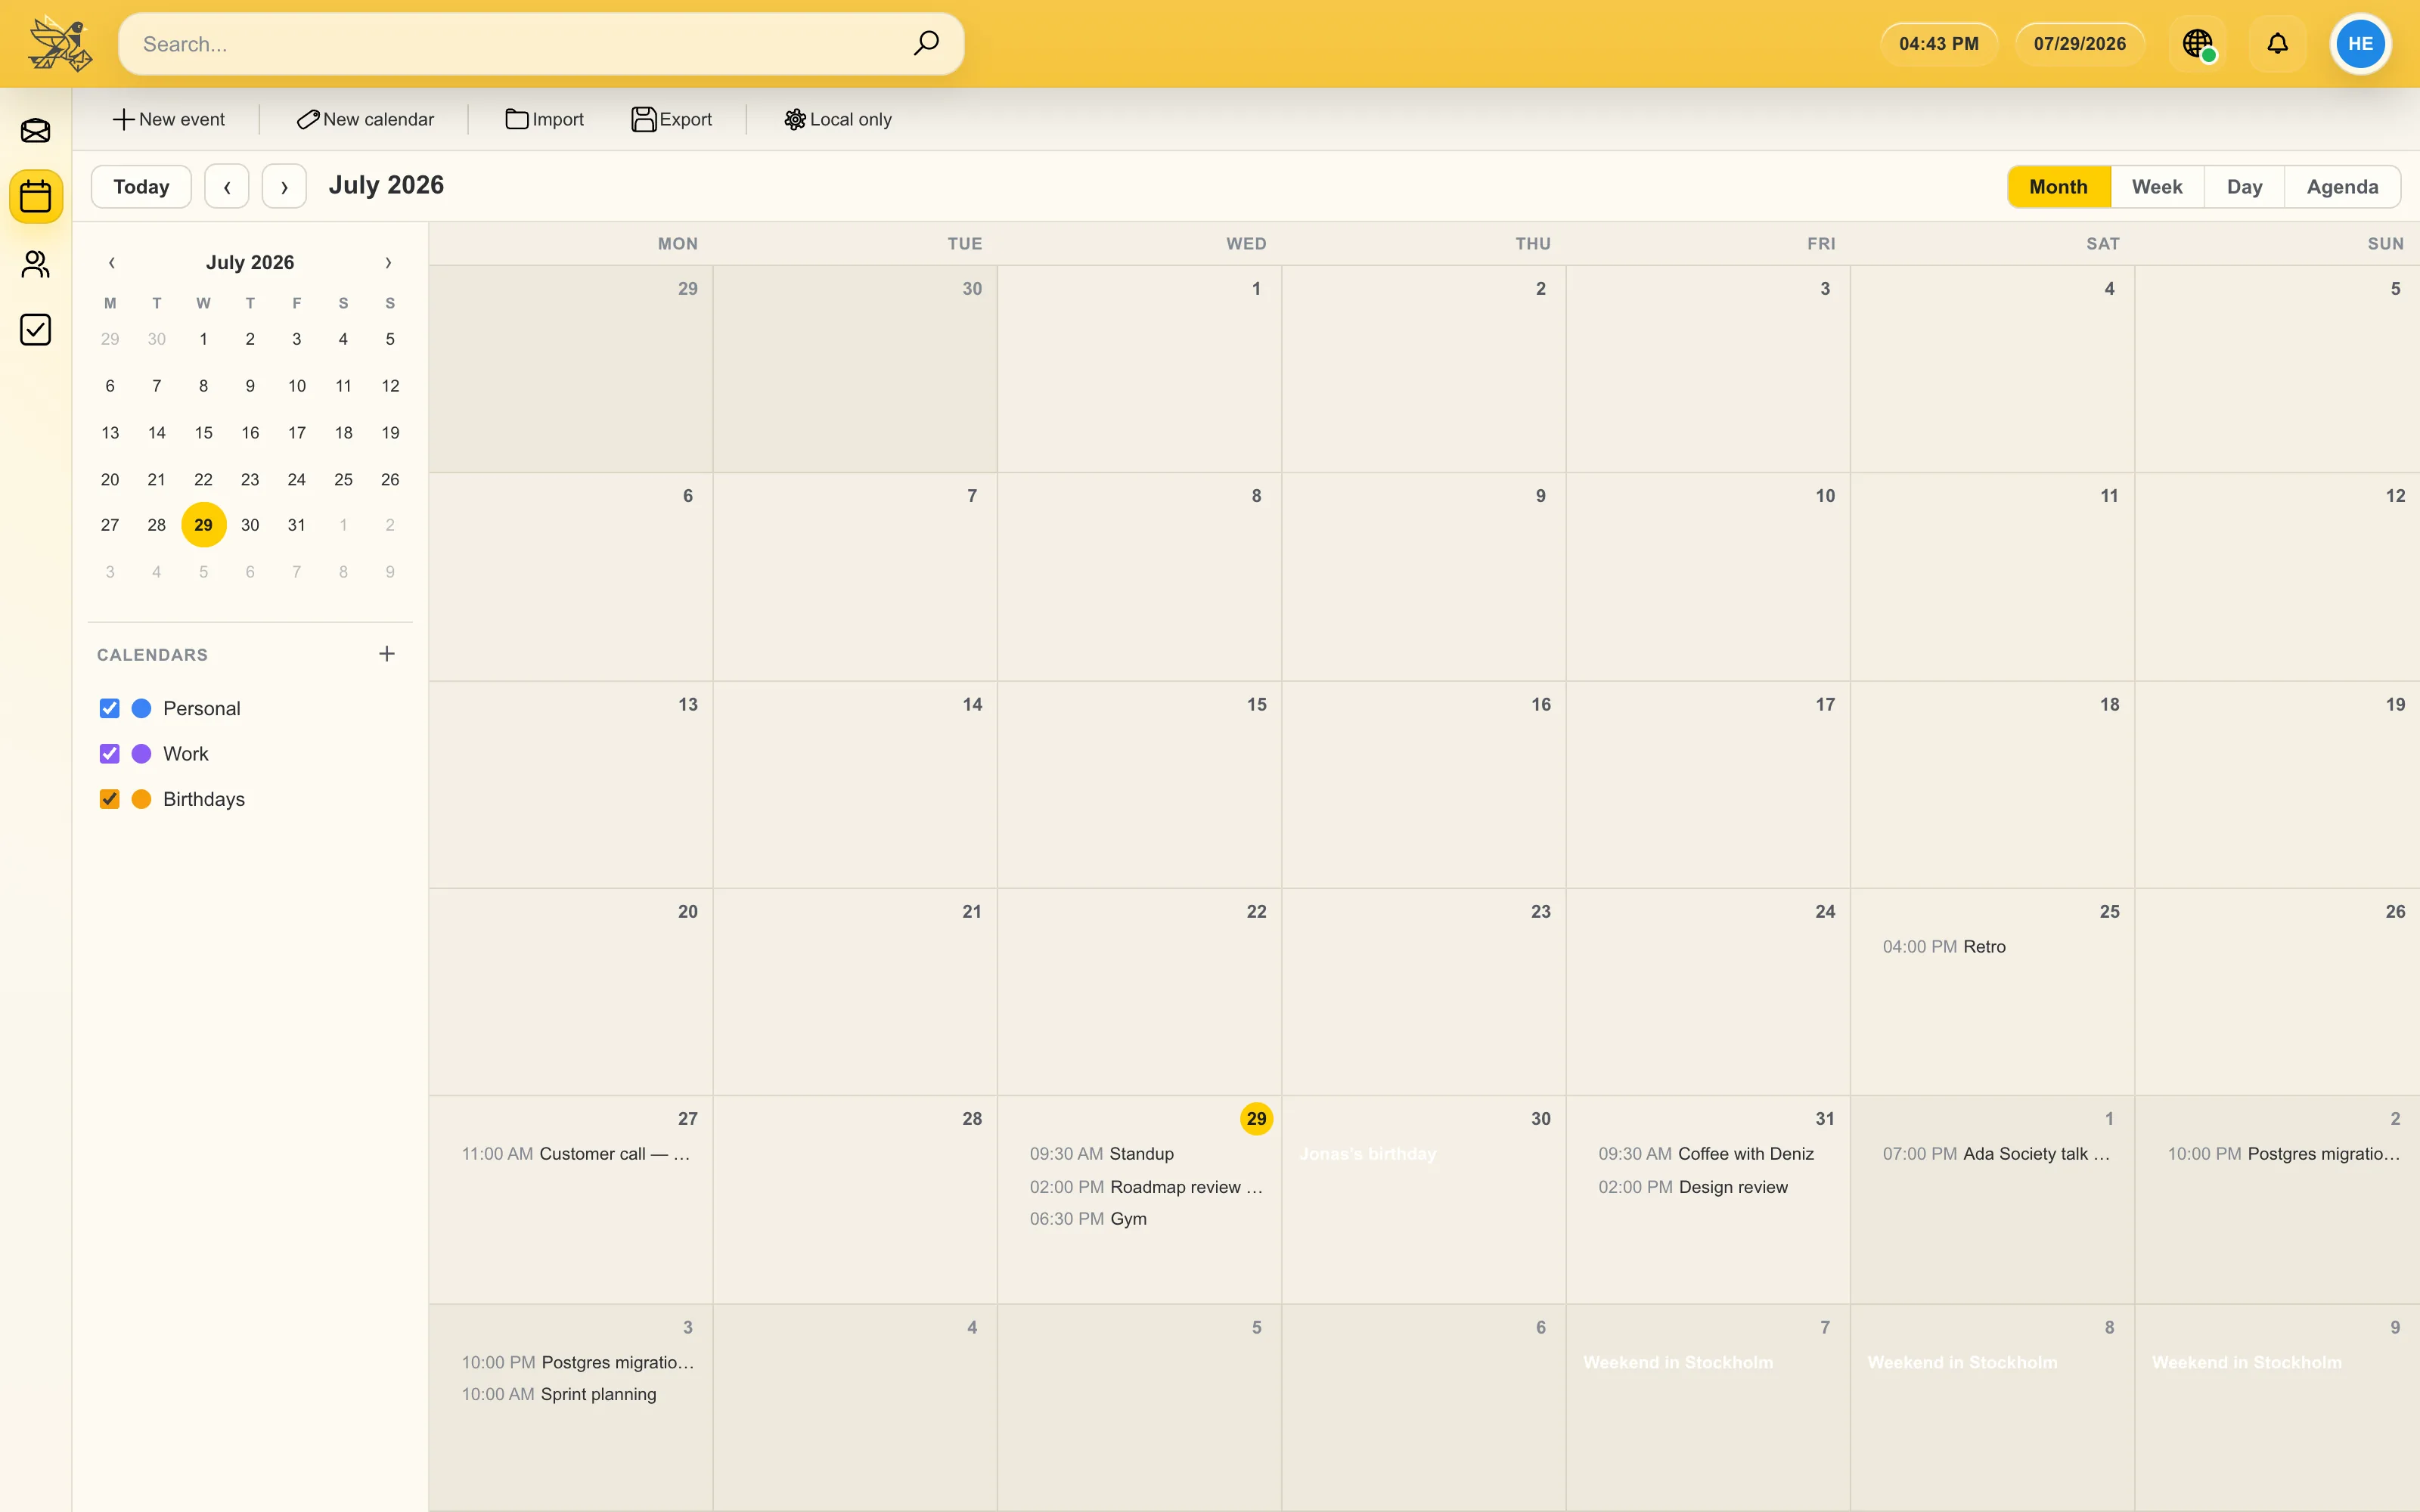 Search...
04:43 PM 07/29/2026 HE
New event New calendar Import Export Local only
Today ‹ › July 2026
Month Week Day Agenda
‹ July 2026 ›
M T W T F S S
29 30 1 2 3 4 5
6 7 8 9 10 11 12
13 14 15 16 17 18 19
20 21 22 23 24 25 26
27 28 29 30 31 1 2
3 4 5 6 7 8 9
CALENDARS +
Personal
Work
Birthdays
MON TUE WED THU FRI SAT SUN
29 30 1 2 3 4 5
6 7 8 9 10 11 12
13 14 15 16 17 18 19
20 21 22 23 24 25 26
04:00 PM Retro
27 28 29 30 31 1 2
11:00 AM Customer call — …
09:30 AM Standup
02:00 PM Roadmap review …
06:30 PM Gym
Jonas's birthday
09:30 AM Coffee with Deniz
02:00 PM Design review
07:00 PM Ada Society talk …
10:00 PM Postgres migratio…
3 4 5 6 7 8 9
10:00 PM Postgres migratio…
10:00 AM Sprint planning
Weekend in Stockholm
Weekend in Stockholm
Weekend in Stockholm